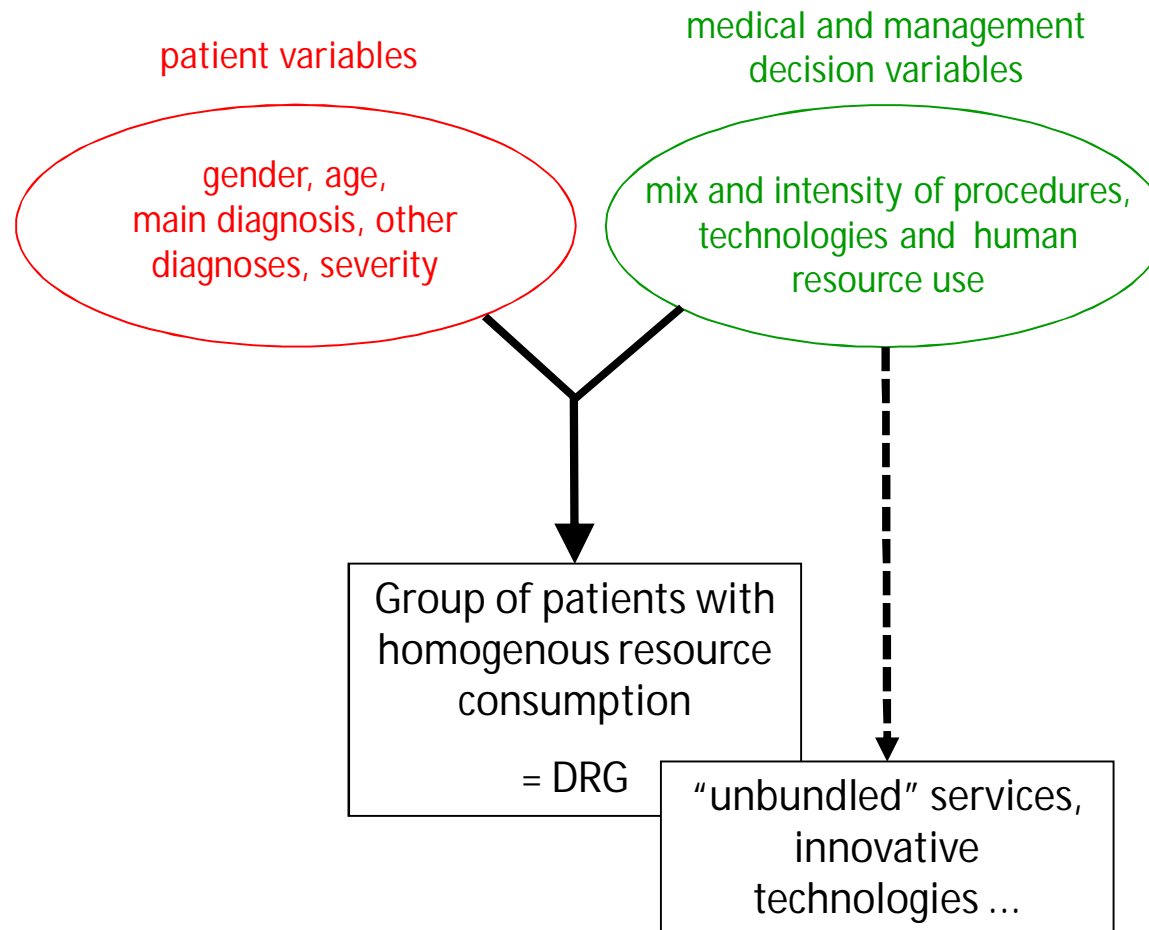 patient variables
gender, age,
main diagnosis, other
diagnoses, severity
medical and management
decision variables
mix and intensity of procedures,
technologies and human
resource use
Group of patients with
homogenous resource
consumption
= DRG
“unbundled” services,
innovative
technologies ...